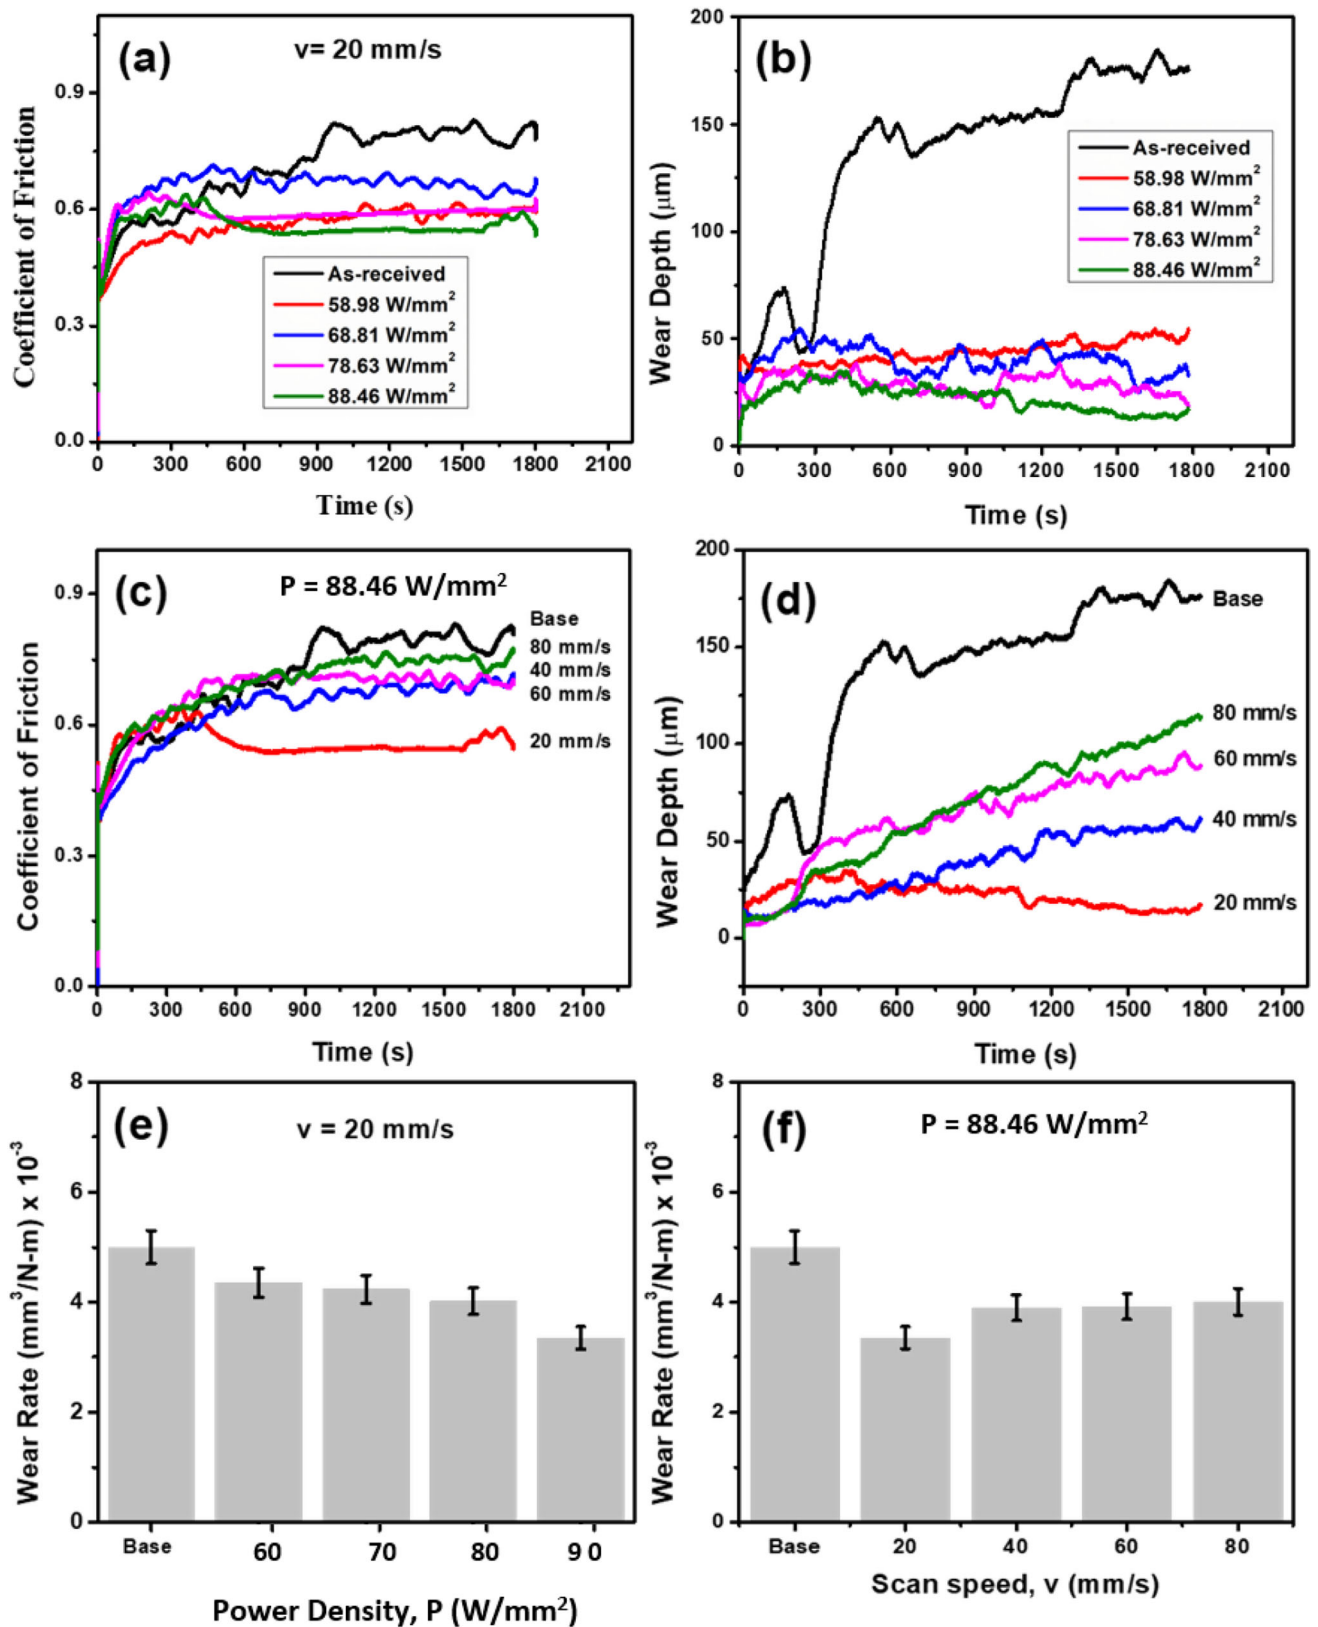 (a)
v= 20 mm/s
Coefficient of Friction
0.9
0.6
0.3
0.0
As-received
58.98 W/mm²
68.81 W/mm²
78.63 W/mm²
88.46 W/mm²
0 300 600 900 1200 1500 1800 2100
Time (s)
(b)
Wear Depth (μm)
200
150
100
50
0
As-received
58.98 W/mm²
68.81 W/mm²
78.63 W/mm²
88.46 W/mm²
0 300 600 900 1200 1500 1800 2100
Time (s)
(c)
P = 88.46 W/mm²
Coefficient of Friction
0.9
0.6
0.3
0.0
Base
80 mm/s
40 mm/s
60 mm/s
20 mm/s
0 300 600 900 1200 1500 1800 2100
Time (s)
(d)
Wear Depth (μm)
200
150
100
50
0
Base
80 mm/s
60 mm/s
40 mm/s
20 mm/s
0 300 600 900 1200 1500 1800 2100
Time (s)
(e)
v = 20 mm/s
Wear Rate (mm³/N-m) x 10⁻³
8
6
4
2
0
Base 60 70 80 90
Power Density, P (W/mm²)
(f)
P = 88.46 W/mm²
Wear Rate (mm³/N-m) x 10⁻³
8
6
4
2
0
Base 20 40 60 80
Scan speed, v (mm/s)